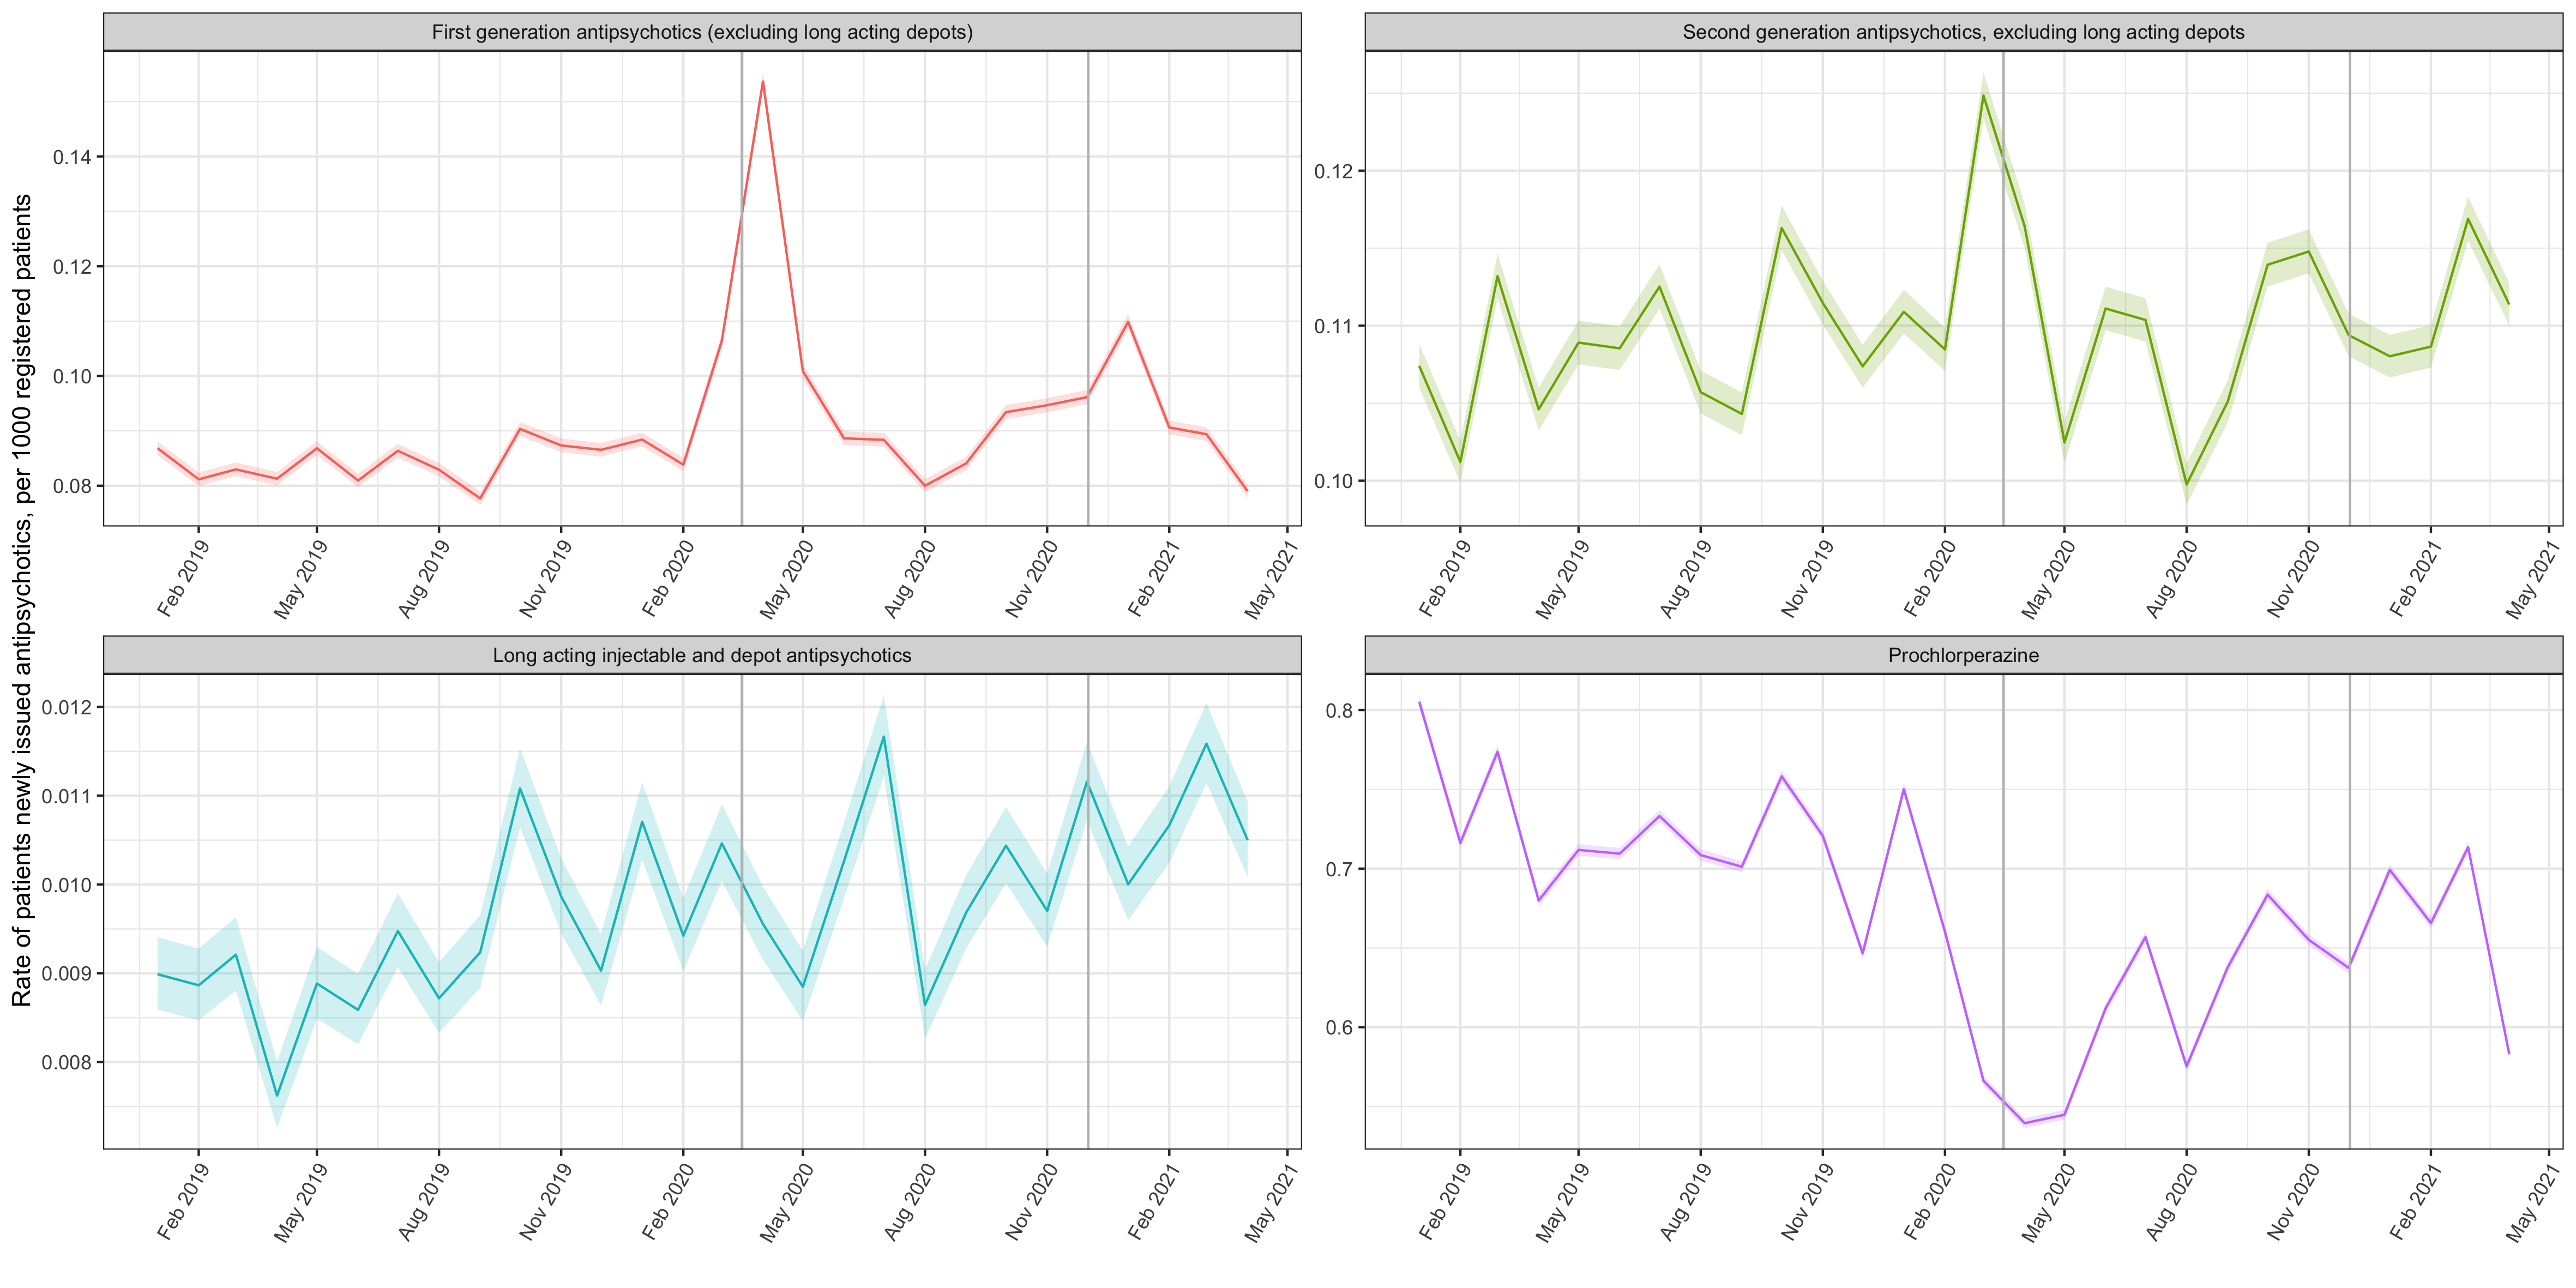 Rate of patients newly issued antipsychotics, per 1000 registered patients
First generation antipsychotics (excluding long acting depots)
0.14
0.12
0.10
0.08
Feb 2019
May 2019
Aug 2019
Nov 2019
Feb 2020
May 2020
Aug 2020
Nov 2020
Feb 2021
May 2021
Second generation antipsychotics, excluding long acting depots
0.12
0.11
0.10
Feb 2019
May 2019
Aug 2019
Nov 2019
Feb 2020
May 2020
Aug 2020
Nov 2020
Feb 2021
May 2021
Long acting injectable and depot antipsychotics
0.012
0.011
0.010
0.009
0.008
Feb 2019
May 2019
Aug 2019
Nov 2019
Feb 2020
May 2020
Aug 2020
Nov 2020
Feb 2021
May 2021
Prochlorperazine
0.8
0.7
0.6
Feb 2019
May 2019
Aug 2019
Nov 2019
Feb 2020
May 2020
Aug 2020
Nov 2020
Feb 2021
May 2021